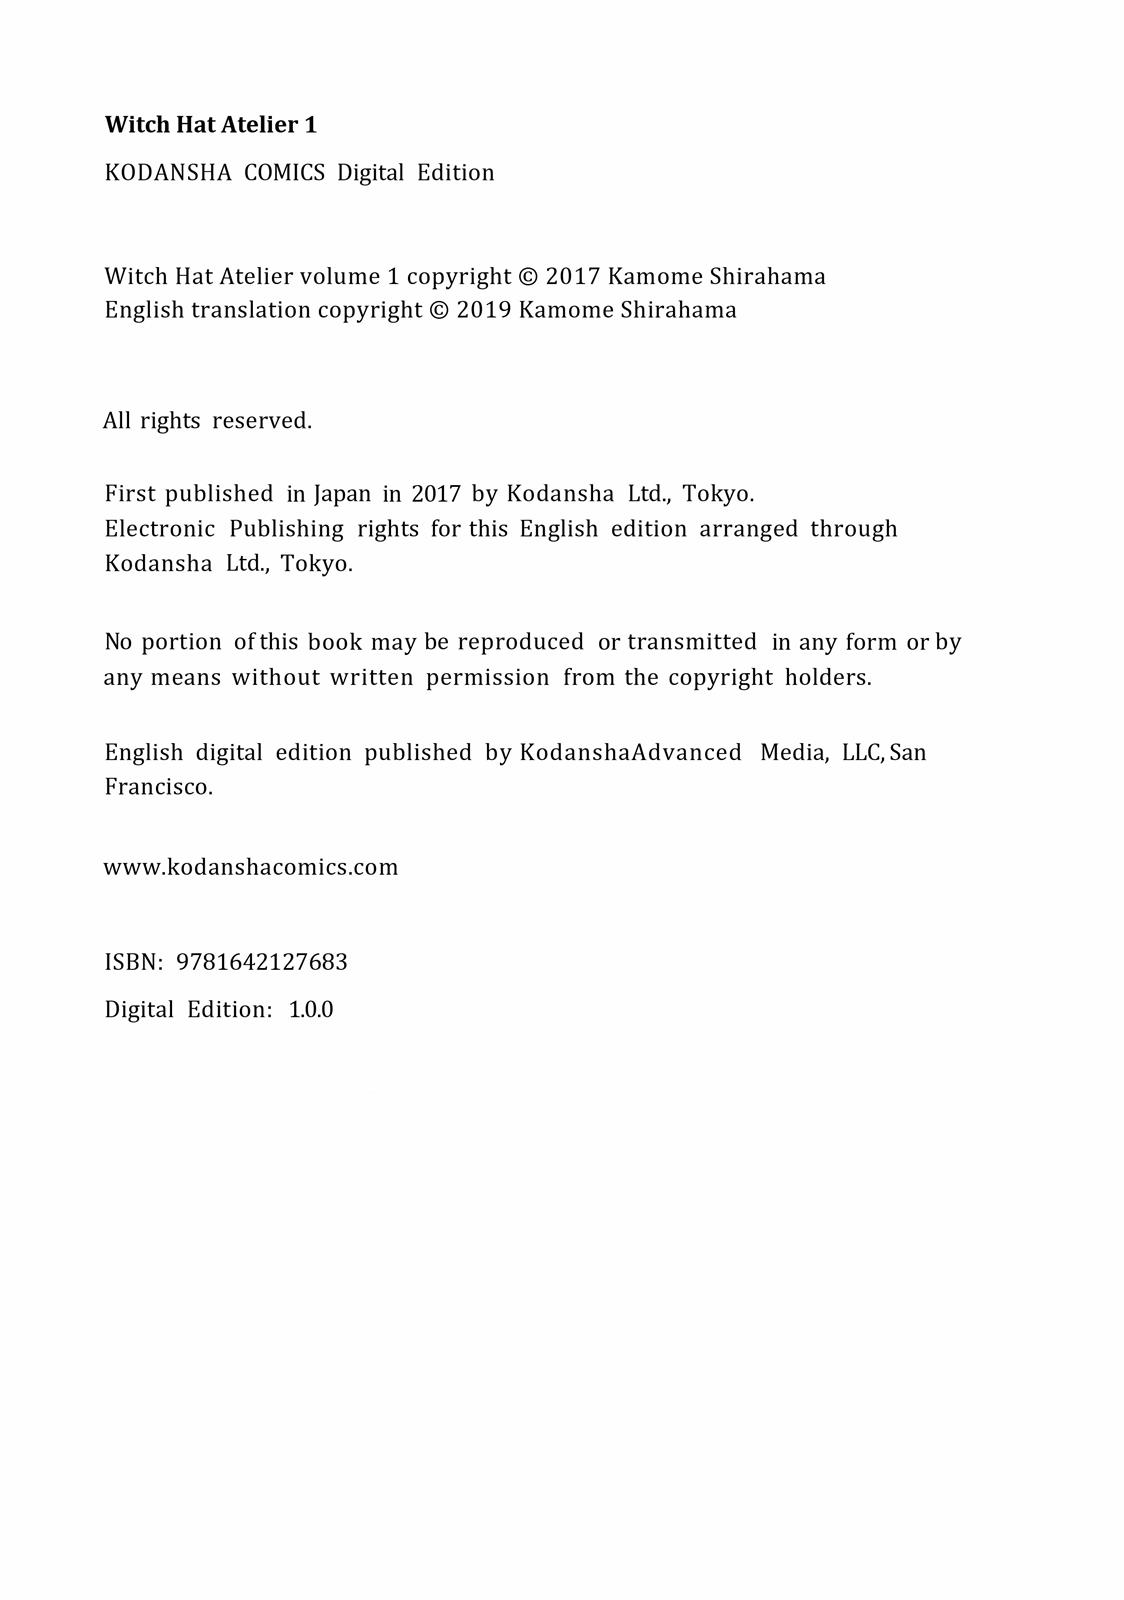 Witch Hat Atelier 1
KODANSHA COMICS Digital Edition
Witch Hat Atelier volume 1 copyright © 2017 Kamome Shirahama
English translation copyright © 2019 Kamome Shirahama
All rights reserved.
First published in Japan in 2017 by Kodansha Ltd., Tokyo.
Electronic Publishing rights for this English edition arranged through
Kodansha Ltd., Tokyo.
No portion of this book may be reproduced or transmitted in any form or by
any means without written permission from the copyright holders.
English digital edition published by KodanshaAdvanced Media, LLC, San
Francisco.
www.kodanshacomics.com
ISBN: 9781642127683
Digital Edition: 1.0.0